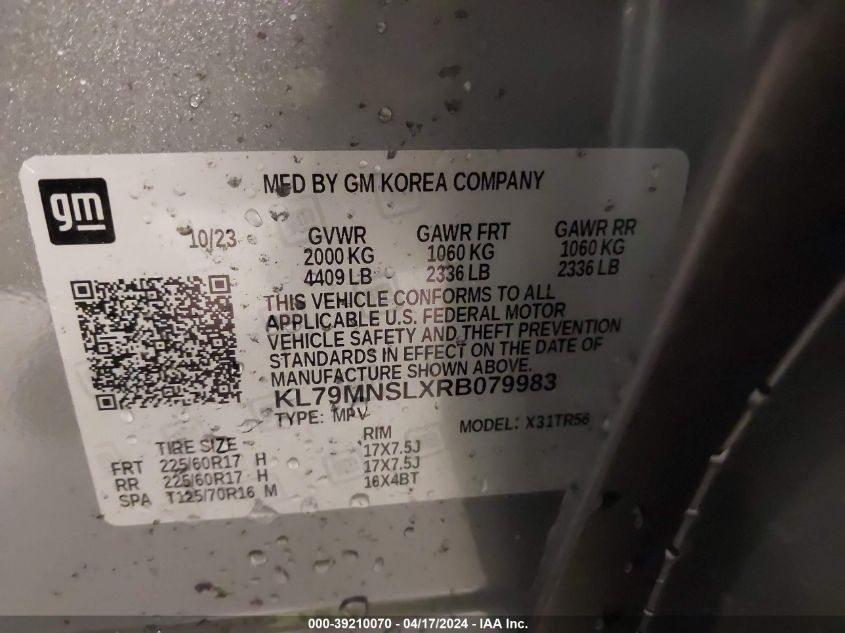 gm
MFD BY GM KOREA COMPANY
10/23
GVWR GAWR FRT GAWR RR
2000 KG 1060 KG 1060 KG
4409 LB 2336 LB 2336 LB
THIS VEHICLE CONFORMS TO ALL
APPLICABLE U.S. FEDERAL MOTOR
VEHICLE SAFETY AND THEFT PREVENTION
STANDARDS IN EFFECT ON THE DATE OF
MANUFACTURE SHOWN ABOVE.
KL79MNSLXRB079983
TYPE: MPV MODEL: X31TR56
TIRE SIZE RIM
FRT 225/60R17 H 17X7.5J
RR 225/60R17 H 17X7.5J
SPA T125/70R16 M 16X4BT
000-39210070 - 04/17/2024 - IAA Inc.